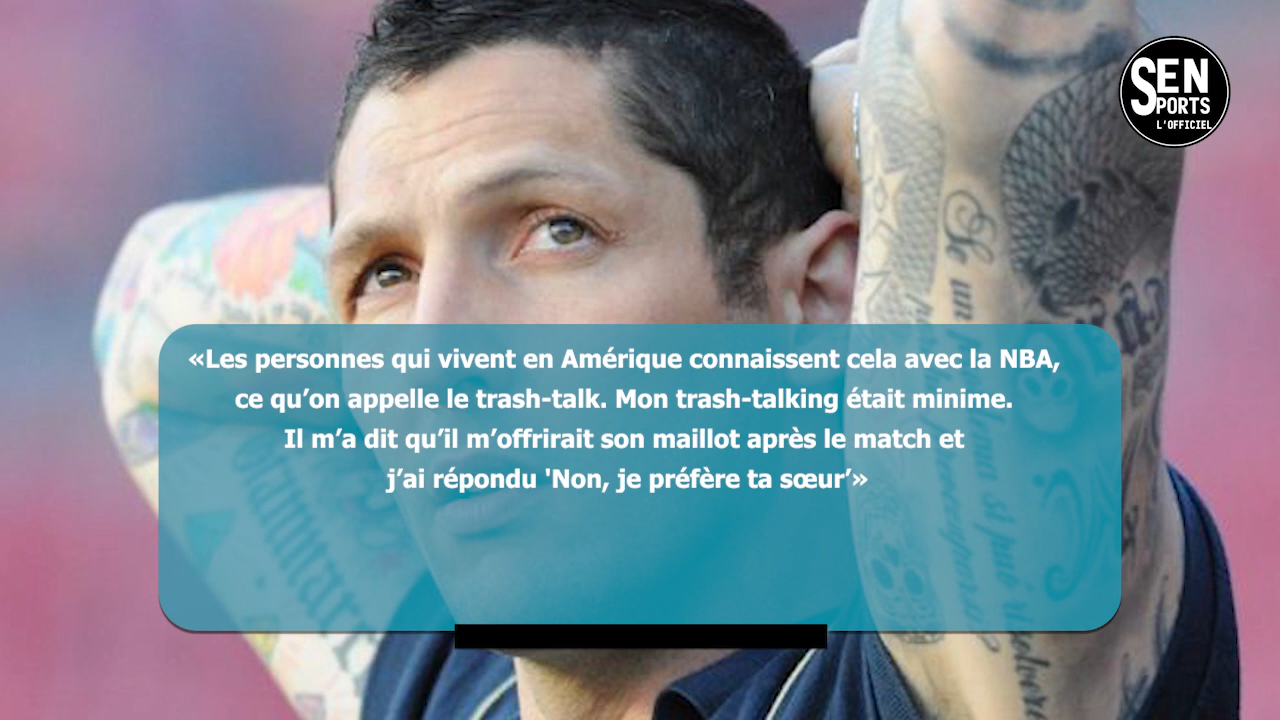 SEN
SPORTS
L'OFFICIEL
«Les personnes qui vivent en Amérique connaissent cela avec la NBA,
ce qu’on appelle le trash-talk. Mon trash-talking était minime.
Il m’a dit qu’il m’offrirait son maillot après le match et
j’ai répondu 'Non, je préfère ta sœur’»
Se un